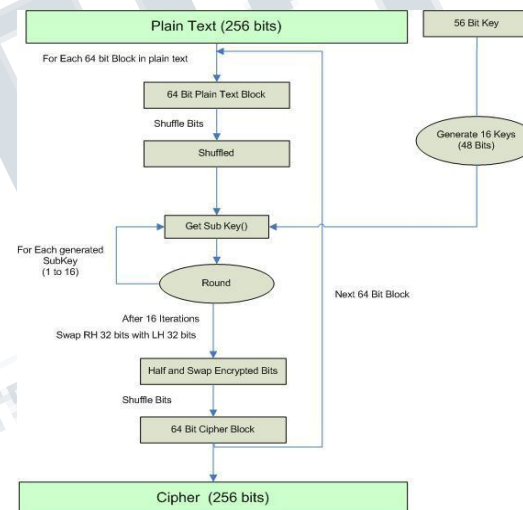 Plain Text (256 bits)
56 Bit Key
For Each 64 bit Block in plain text
64 Bit Plain Text Block
Shuffle Bits
Shuffled
Generate 16 Keys
(48 Bits)
Get Sub Key()
For Each generated
SubKey
(1 to 16)
Round
Next 64 Bit Block
After 16 Iterations
Swap RH 32 bits with LH 32 bits
Half and Swap Encrypted Bits
Shuffle Bits
64 Bit Cipher Block
Cipher (256 bits)